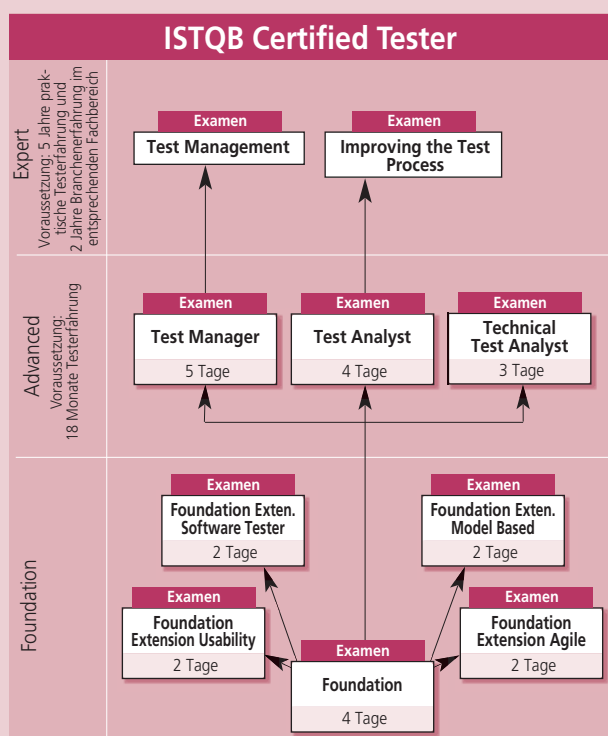 ISTQB Certified Tester
Expert
Voraussetzung: 5 Jahre prak-
tische Testerfahrung und
2 Jahre Branchenerfahrung im
entsprechenden Fachbereich
Examen
Test Management
Examen
Improving the Test
Process
Advanced
Voraussetzung:
18 Monate Testerfährung
Examen
Test Manager
5 Tage
Examen
Test Analyst
4 Tage
Examen
Technical
Test Analyst
3 Tage
Foundation
Examen
Foundation Exten.
Software Tester
2 Tage
Examen
Foundation Exten.
Model Based
2 Tage
Examen
Foundation
Extension Usability
2 Tage
Examen
Foundation
Extension Agile
2 Tage
Examen
Foundation
4 Tage